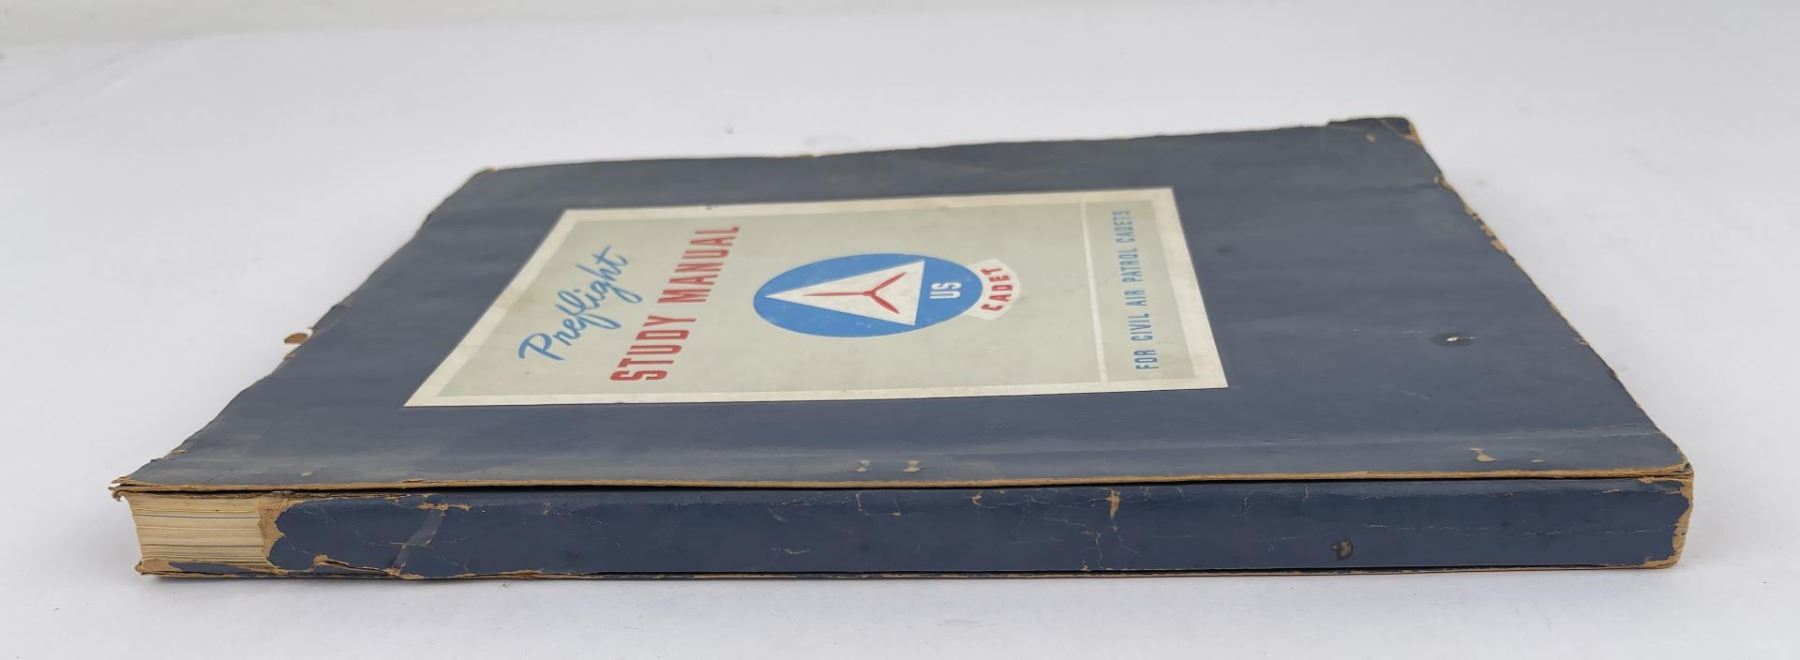 Preflight
STUDY MANUAL
US
CADET
FOR CIVIL AIR PATROL CADETS